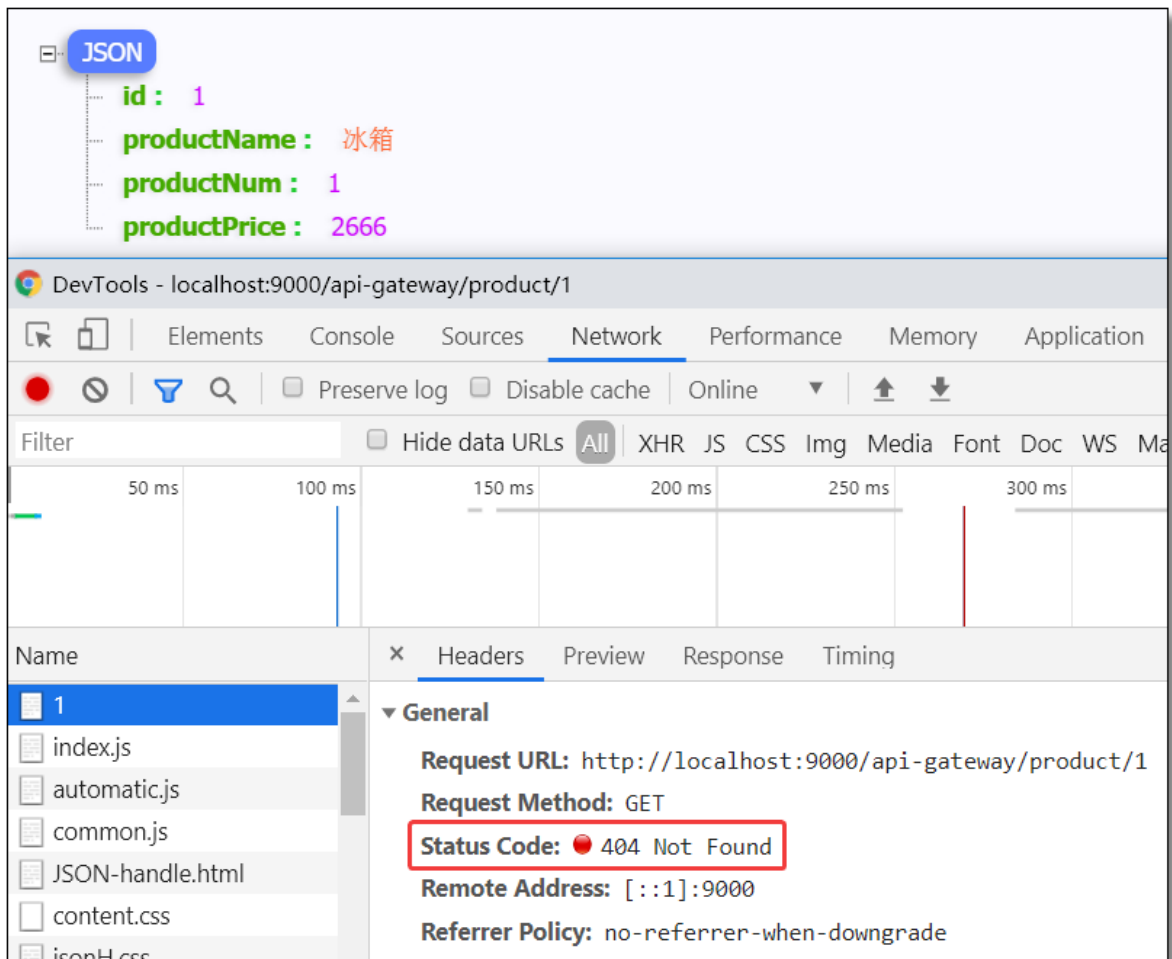 JSON
id : 1
productName : 冰箱
productNum : 1
productPrice : 2666
DevTools - localhost:9000/api-gateway/product/1
Elements Console Sources Network Performance Memory Application
Preserve log Disable cache Online
Filter Hide data URLs All XHR JS CSS Img Media Font Doc WS Ma
50 ms 100 ms 150 ms 200 ms 250 ms 300 ms
Name × Headers Preview Response Timing
1
index.js
automatic.js
common.js
JSON-handle.html
content.css
jsonH.css
General
Request URL: http://localhost:9000/api-gateway/product/1
Request Method: GET
Status Code: 404 Not Found
Remote Address: [::1]:9000
Referrer Policy: no-referrer-when-downgrade